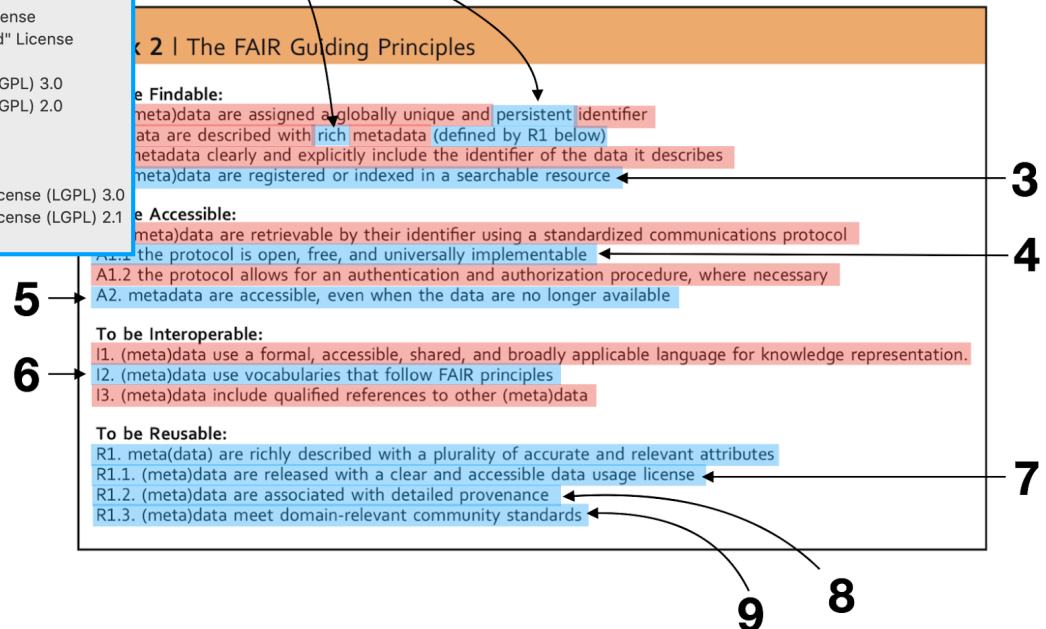 ense
d" License
GPL) 3.0
GPL) 2.0
cense (LGPL) 3.0
cense (LGPL) 2.1
x 2 | The FAIR Guiding Principles
e Findable:
meta)data are assigned a globally unique and persistent identifier
ata are described with rich metadata (defined by R1 below)
metadata clearly and explicitly include the identifier of the data it describes
meta)data are registered or indexed in a searchable resource
3
e Accessible:
meta)data are retrievable by their identifier using a standardized communications protocol
A1.1 the protocol is open, free, and universally implementable
4
A1.2 the protocol allows for an authentication and authorization procedure, where necessary
5
A2. metadata are accessible, even when the data are no longer available
To be Interoperable:
I1. (meta)data use a formal, accessible, shared, and broadly applicable language for knowledge representation.
6
I2. (meta)data use vocabularies that follow FAIR principles
I3. (meta)data include qualified references to other (meta)data
To be Reusable:
R1. meta(data) are richly described with a plurality of accurate and relevant attributes
R1.1. (meta)data are released with a clear and accessible data usage license
7
R1.2. (meta)data are associated with detailed provenance
R1.3. (meta)data meet domain-relevant community standards
8
9